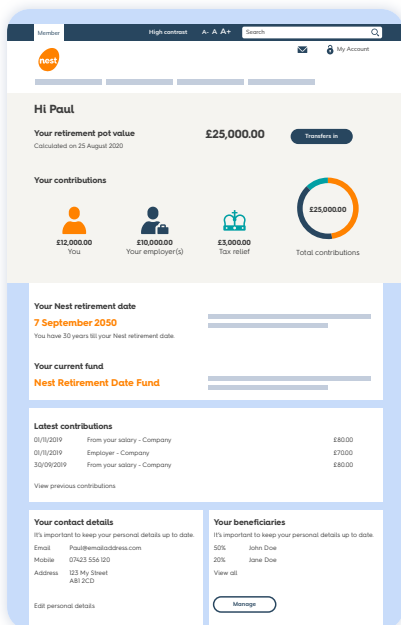 Member
High contrast
A- A A+
Search
nest
My Account
Hi Paul
Your retirement pot value
£25,000.00
Transfers in
Calculated on 25 August 2020
Your contributions
£12,000.00
You
£10,000.00
Your employer(s)
£3,000.00
Tax relief
£25,000.00
Total contributions
Your Nest retirement date
7 September 2050
You have 30 years till your Nest retirement date.
Your current fund
Nest Retirement Date Fund
Latest contributions
01/11/2019 From your salary - Company £80.00
01/11/2019 Employer - Company £70.00
30/09/2019 From your salary - Company £80.00
View previous contributions
Your contact details
It's important to keep your personal details up to date.
Email Paul@emailaddress.com
Mobile 07423 556 120
Address 123 My Street
AB1 2CD
Edit personal details
Your beneficiaries
It's important to keep your personal details up to date.
50% John Doe
20% Jane Doe
View all
Manage